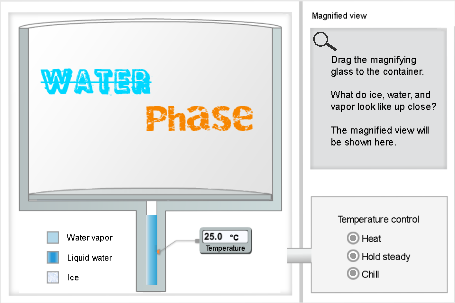 Magnified view
Drag the magnifying
glass to the container.
What do ice, water, and
vapor look like up close?
The magnified view will
be shown here.
WATER
Phase
25.0 °C
Temperature
Water vapor
Liquid water
Ice
Temperature control
Heat
Hold steady
Chill